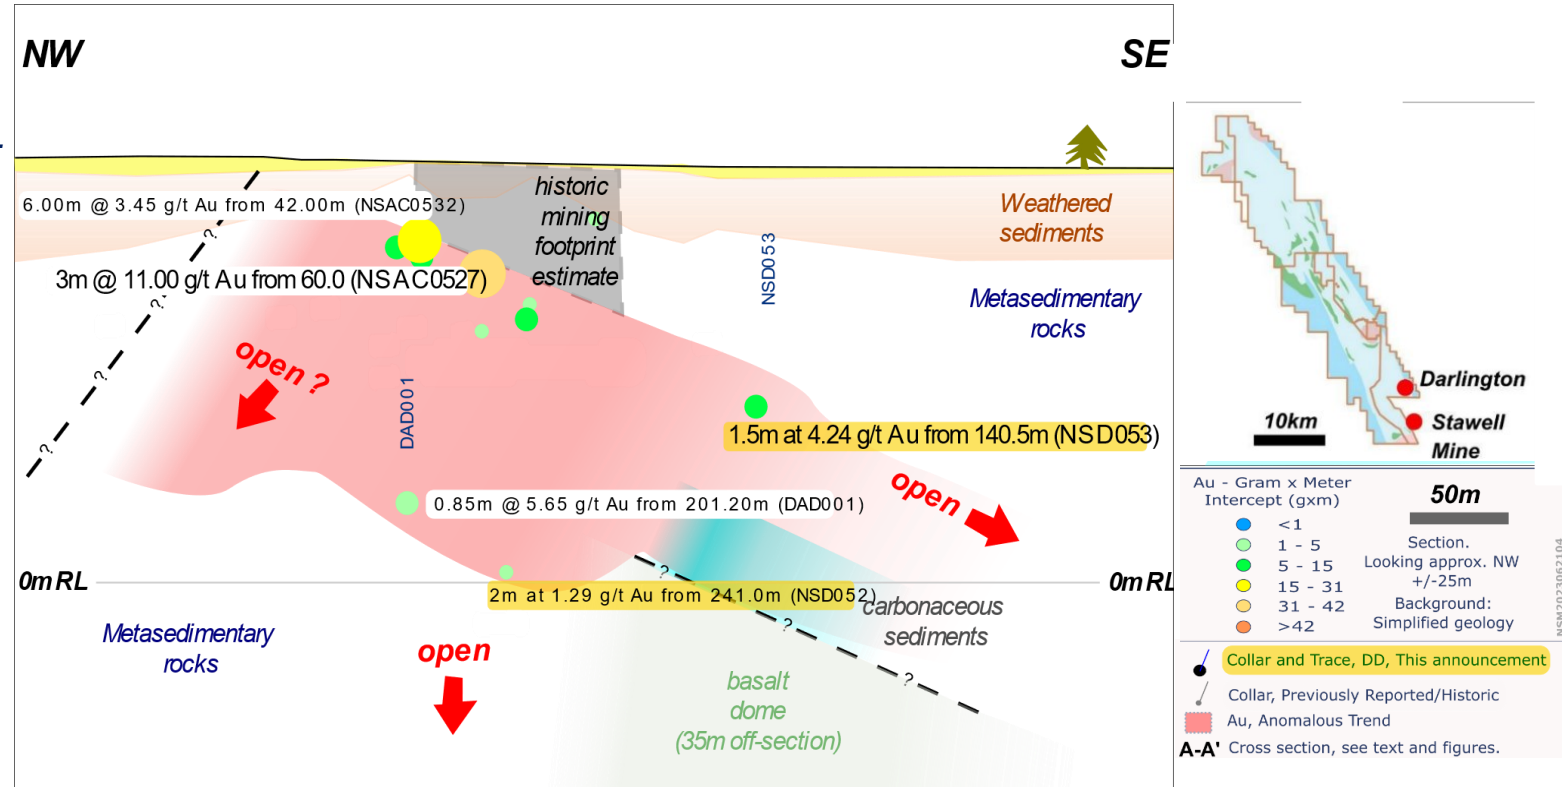 NW
SE
6.00m @ 3.45 g/t Au from 42.00m (NSAC0532)
3m @ 11.00 g/t Au from 60.0 (NSAC0527)
historic
mining
footprint
estimate
Weathered
sediments
NSD053
Metasedimentary
rocks
?
?
?
?
open ?
DAD001
1.5m at 4.24 g/t Au from 140.5m (NSD053)
open
0.85m @ 5.65 g/t Au from 201.20m (DAD001)
0m RL
0m RL
?
?
?
2m at 1.29 g/t Au from 241.0m (NSD052)
carbonaceous
sediments
Metasedimentary
rocks
open
basalt
dome
(35m off-section)
Darlington
Stawell
Mine
10km
Au - Gram x Meter
Intercept (gxm)
<1
1 - 5
5 - 15
15 - 31
31 - 42
>42
50m
Section.
Looking approx. NW
+/-25m
Background:
Simplified geology
NSM2023062104
Collar and Trace, DD, This announcement
Collar, Previously Reported/Historic
Au, Anomalous Trend
A-A' Cross section, see text and figures.